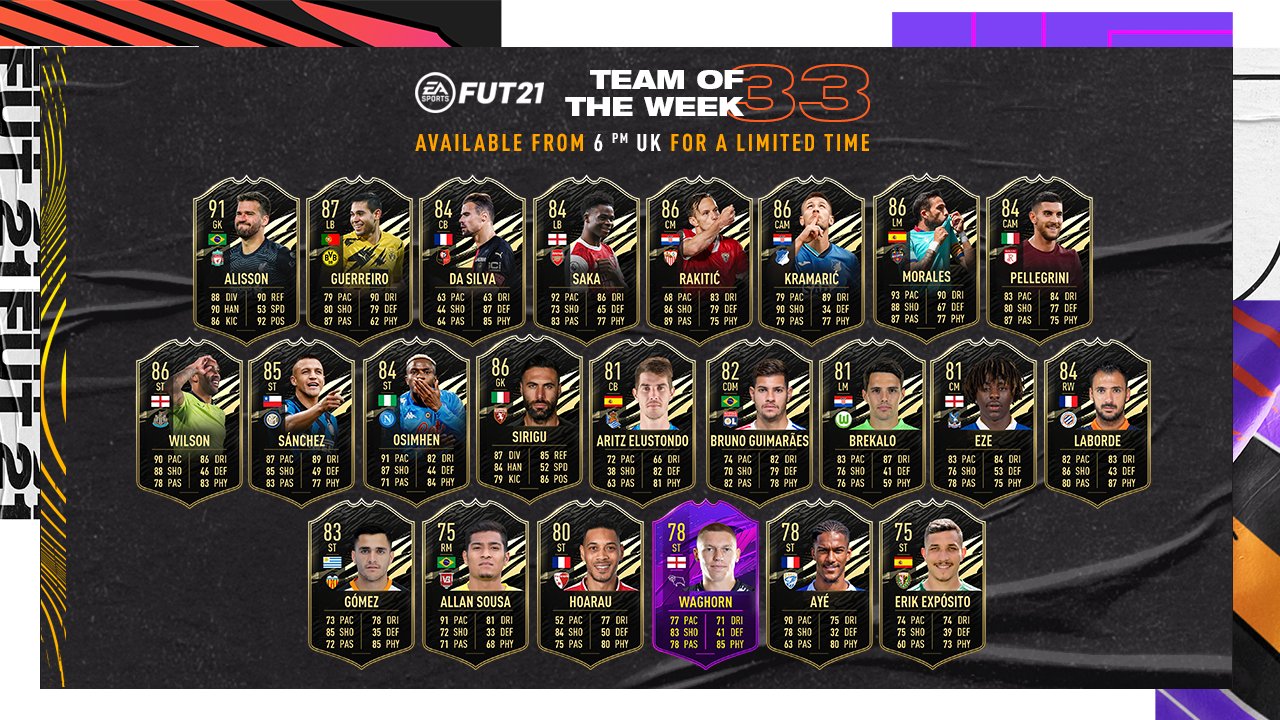 EA SPORTS FUT21
TEAM OF THE WEEK 33
AVAILABLE FROM 6 PM UK FOR A LIMITED TIME
FUT 21 FUT 21
91 GK ALISSON
88 DIV 90 REF
90 HAN 53 SPD
86 KIC 92 POS
87 LB GUERREIRO
79 PAC 90 DRI
80 SHO 79 DEF
87 PAS 62 PHY
84 CB DA SILVA
63 PAC 63 DRI
44 SHO 87 DEF
64 PAS 85 PHY
84 LB SAKA
92 PAC 86 DRI
73 SHO 65 DEF
83 PAS 77 PHY
86 CM RAKITIĆ
68 PAC 83 DRI
86 SHO 79 DEF
89 PAS 75 PHY
86 CAM KRAMARIĆ
79 PAC 89 DRI
90 SHO 34 DEF
79 PAS 77 PHY
86 LM MORALES
93 PAC 90 DRI
88 SHO 67 DEF
87 PAS 77 PHY
84 CAM PELLEGRINI
83 PAC 85 DRI
80 SHO 77 DEF
87 PAS 75 PHY
86 ST WILSON
90 PAC 86 DRI
88 SHO 46 DEF
78 PAS 83 PHY
85 ST SÁNCHEZ
87 PAC 89 DRI
85 SHO 49 DEF
83 PAS 77 PHY
84 ST OSIMHEN
91 PAC 82 DRI
87 SHO 44 DEF
71 PAS 84 PHY
86 GK SIRIGU
87 DIV 85 REF
84 HAN 52 SPD
79 KIC 86 POS
81 CB ARITZ ELUSTONDO
72 PAC 66 DRI
38 SHO 82 DEF
63 PAS 81 PHY
82 CDM BRUNO GUIMARÃES
74 PAC 82 DRI
70 SHO 79 DEF
82 PAS 78 PHY
81 LM BREKALO
83 PAC 87 DRI
76 SHO 41 DEF
76 PAS 59 PHY
81 CM EZE
83 PAC 84 DRI
76 SHO 53 DEF
78 PAS 75 PHY
84 RW LABORDE
82 PAC 83 DRI
86 SHO 43 DEF
80 PAS 87 PHY
83 ST GÓMEZ
73 PAC 78 DRI
85 SHO 35 DEF
72 PAS 85 PHY
75 RM ALLAN SOUSA
91 PAC 81 DRI
72 SHO 33 DEF
71 PAS 68 PHY
80 ST HOARAU
52 PAC 77 DRI
84 SHO 50 DEF
75 PAS 80 PHY
78 ST WAGHORN
77 PAC 71 DRI
83 SHO 41 DEF
78 PAS 85 PHY
78 ST AYÉ
90 PAC 75 DRI
78 SHO 32 DEF
63 PAS 80 PHY
75 ST ERIK EXPÓSITO
74 PAC 74 DRI
75 SHO 39 DEF
60 PAS 73 PHY